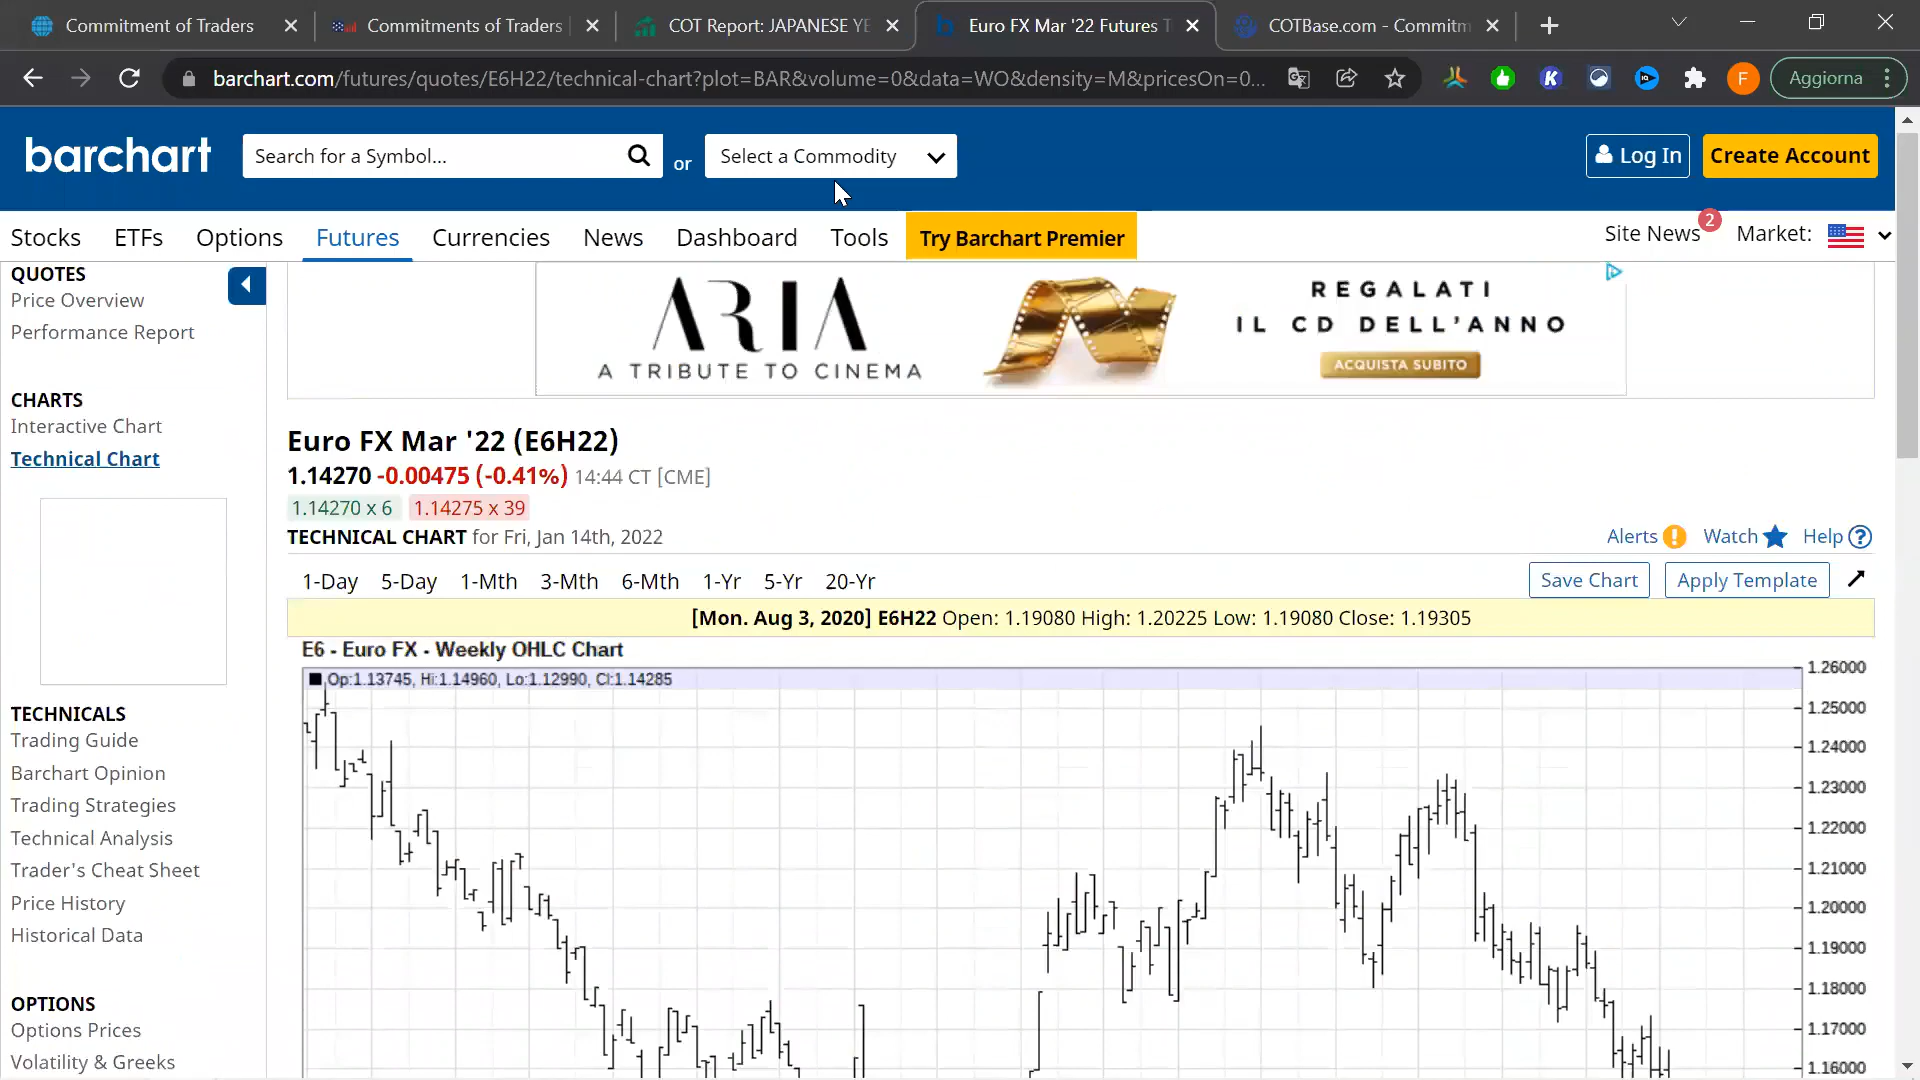 Commitment of Traders
Commitments of Traders
COT Report: JAPANESE YE
Euro FX Mar '22 Futures T
COTBase.com - Commitm
barchart.com/futures/quotes/E6H22/technical-chart?plot=BAR&volume=0&data=WO&density=M&pricesOn=0...
F
Aggiorna
barchart
Search for a Symbol...
or
Select a Commodity
Log In
Create Account
Stocks
ETFs
Options
Futures
Currencies
News
Dashboard
Tools
Try Barchart Premier
Site News
2
Market:
QUOTES
Price Overview
Performance Report
CHARTS
Interactive Chart
Technical Chart
TECHNICALS
Trading Guide
Barchart Opinion
Trading Strategies
Technical Analysis
Trader's Cheat Sheet
Price History
Historical Data
OPTIONS
Options Prices
Volatility & Greeks
ARIA
A TRIBUTE TO CINEMA
REGALATI
IL CD DELL'ANNO
ACQUISTA SUBITO
Euro FX Mar '22 (E6H22)
1.14270 -0.00475 (-0.41%) 14:44 CT [CME]
1.14270 x 6 1.14275 x 39
TECHNICAL CHART for Fri, Jan 14th, 2022
Alerts
Watch
Help
1-Day 5-Day 1-Mth 3-Mth 6-Mth 1-Yr 5-Yr 20-Yr
Save Chart
Apply Template
[Mon. Aug 3, 2020] E6H22 Open: 1.19080 High: 1.20225 Low: 1.19080 Close: 1.19305
E6 - Euro FX - Weekly OHLC Chart
Op:1.13745, Hi:1.14960, Lo:1.12990, Cl:1.14285
1.26000
1.25000
1.24000
1.23000
1.22000
1.21000
1.20000
1.19000
1.18000
1.17000
1.16000